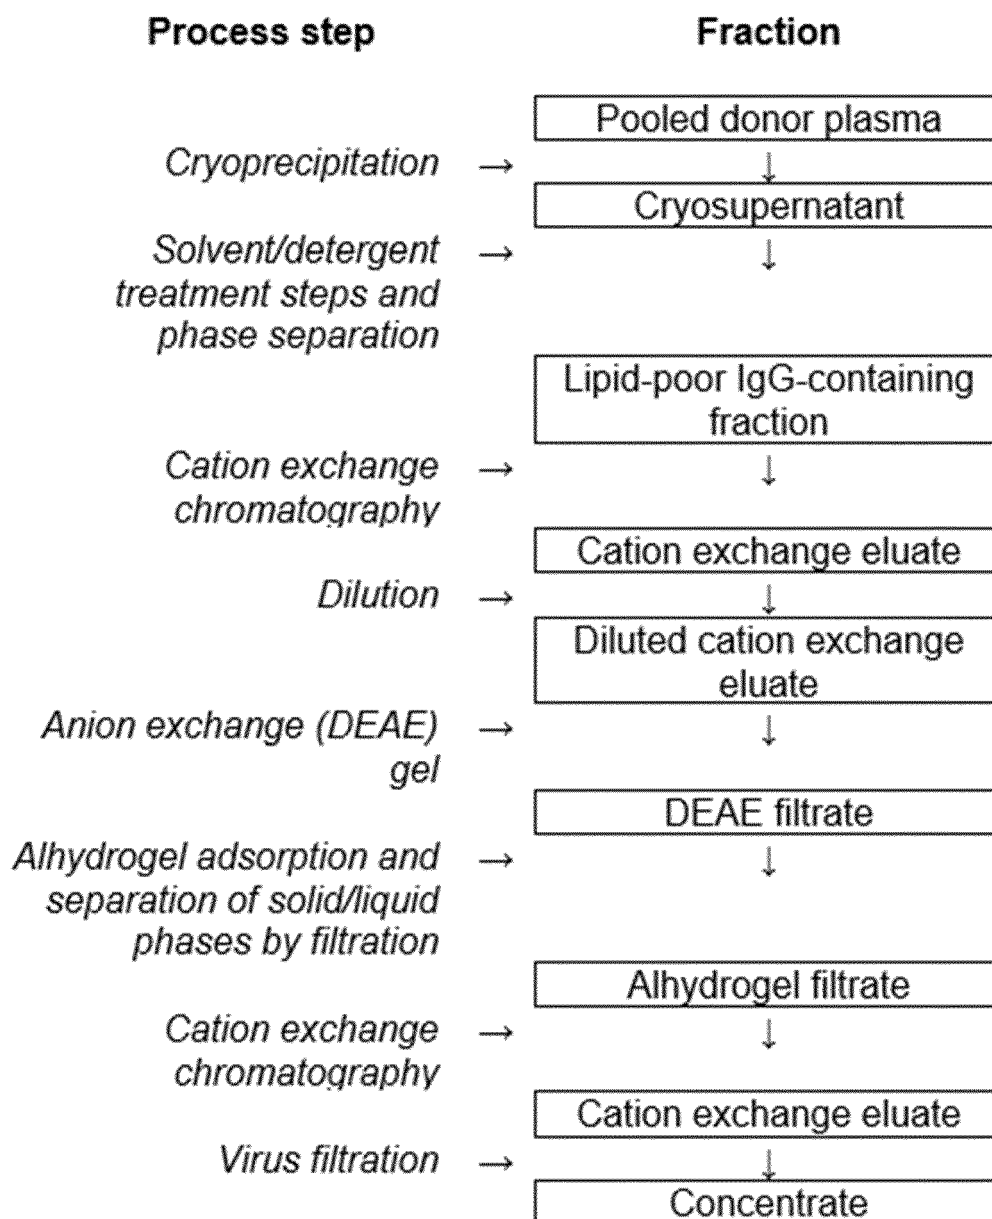 Process step Fraction
Pooled donor plasma
Cryoprecipitation → ↓
Cryosupernatant
Solvent/detergent → ↓
treatment steps and
phase separation
Lipid-poor IgG-containing
fraction
Cation exchange → ↓
chromatography
Cation exchange eluate
Dilution → ↓
Diluted cation exchange
eluate
Anion exchange (DEAE) → ↓
gel
DEAE filtrate
Alhydrogel adsorption and → ↓
separation of solid/liquid
phases by filtration
Alhydrogel filtrate
Cation exchange → ↓
chromatography
Cation exchange eluate
Virus filtration → ↓
Concentrate